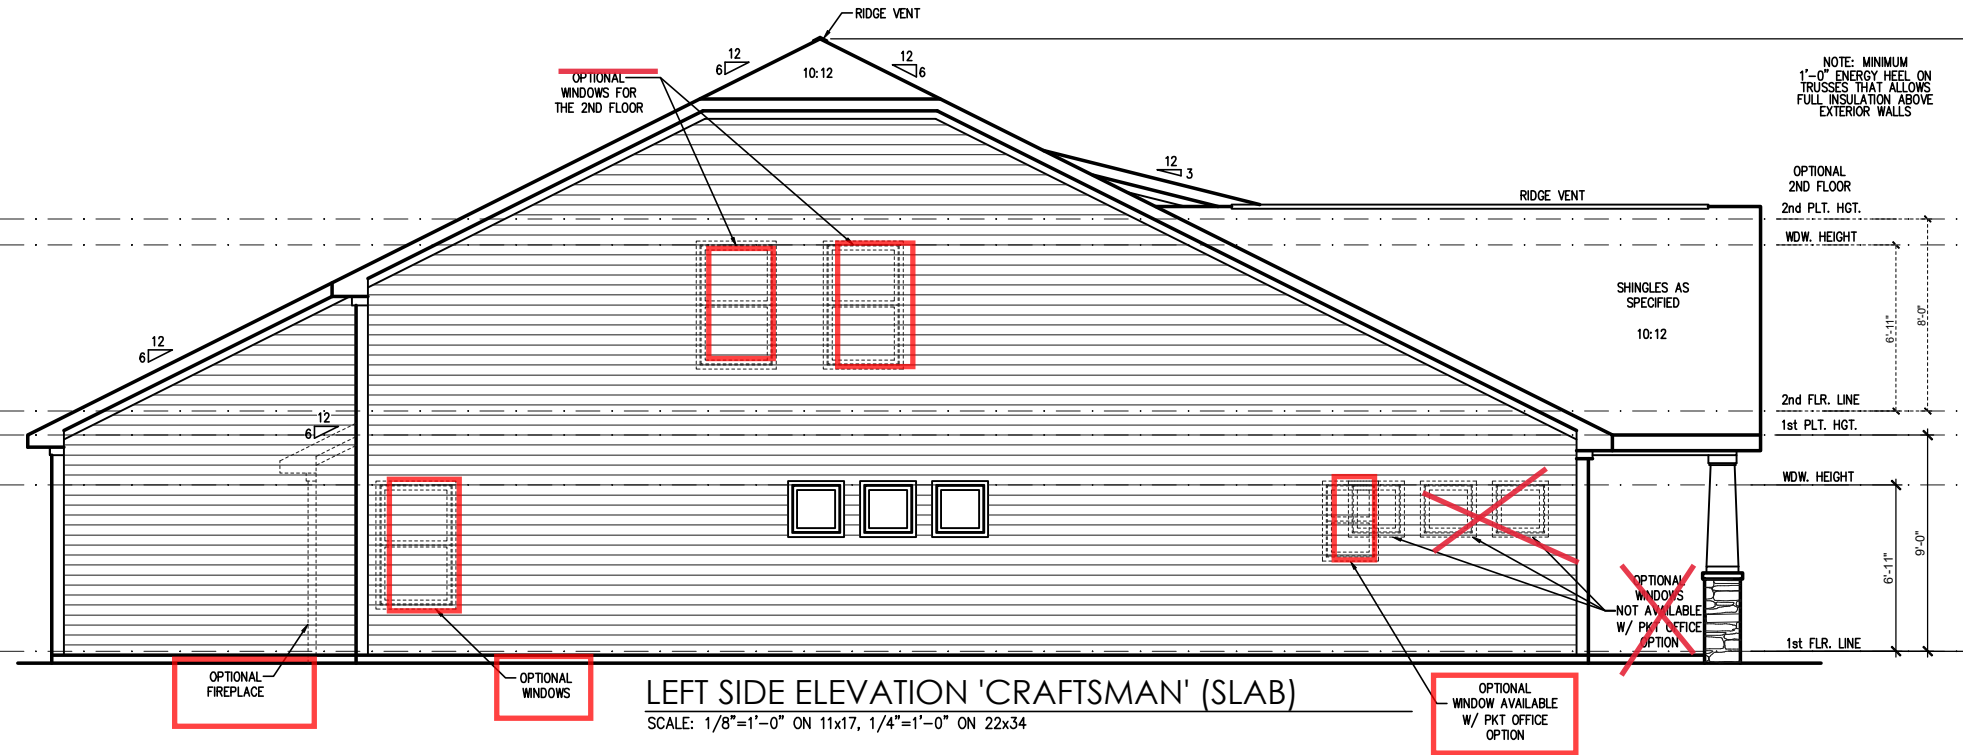 RIDGE VENT
12
6
12
6
10:12
OPTIONAL
WINDOWS FOR
THE 2ND FLOOR
NOTE: MINIMUM
1'-0" ENERGY HEEL ON
TRUSSES THAT ALLOWS
FULL INSULATION ABOVE
EXTERIOR WALLS
12
3
RIDGE VENT
OPTIONAL
2ND FLOOR
2nd PLT. HGT.
WDW. HEIGHT
SHINGLES AS
SPECIFIED
10:12
6'-11"
8'-0"
12
6
2nd FLR. LINE
1st PLT. HGT.
12
6
WDW. HEIGHT
6'-11"
9'-0"
OPTIONAL
WINDOWS
NOT AVAILABLE
W/ PKT OFFICE
OPTION
1st FLR. LINE
OPTIONAL
FIREPLACE
OPTIONAL
WINDOWS
OPTIONAL
WINDOW AVAILABLE
W/ PKT OFFICE
OPTION
LEFT SIDE ELEVATION 'CRAFTSMAN' (SLAB)
SCALE: 1/8"=1'-0" ON 11x17, 1/4"=1'-0" ON 22x34